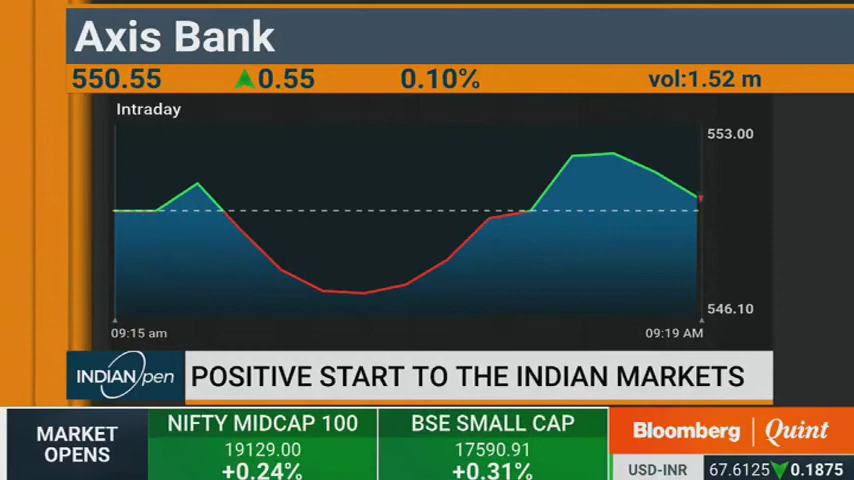 Axis Bank
550.55 0.55 0.10% vol:1.52 m
Intraday
553.00
546.10
09:15 am 09:19 AM
INDIAN Open
POSITIVE START TO THE INDIAN MARKETS
MARKET OPENS
NIFTY MIDCAP 100
19129.00
+0.24%
BSE SMALL CAP
17590.91
+0.31%
Bloomberg | Quint
USD-INR 67.6125 0.1875